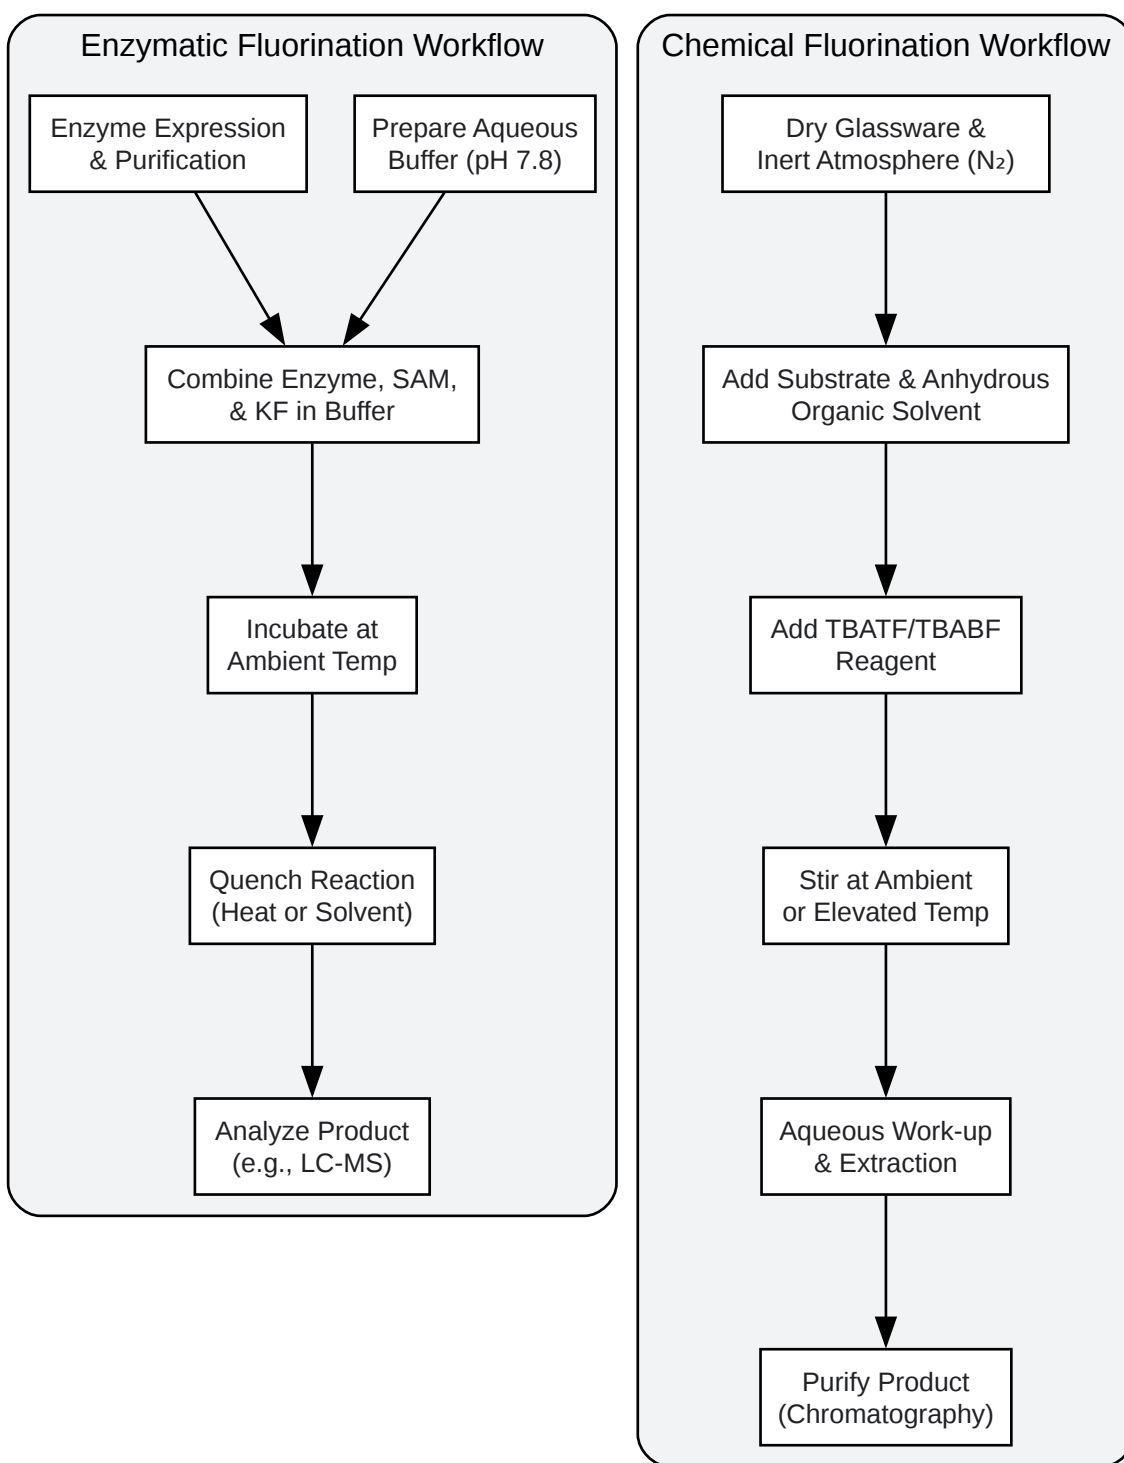 Enzymatic Fluorination Workflow
Enzyme Expression
& Purification
Prepare Aqueous
Buffer (pH 7.8)
Combine Enzyme, SAM,
& KF in Buffer
Incubate at
Ambient Temp
Quench Reaction
(Heat or Solvent)
Analyze Product
(e.g., LC-MS)
Chemical Fluorination Workflow
Dry Glassware &
Inert Atmosphere (N₂)
Add Substrate & Anhydrous
Organic Solvent
Add TBATF/TBABF
Reagent
Stir at Ambient
or Elevated Temp
Aqueous Work-up
& Extraction
Purify Product
(Chromatography)